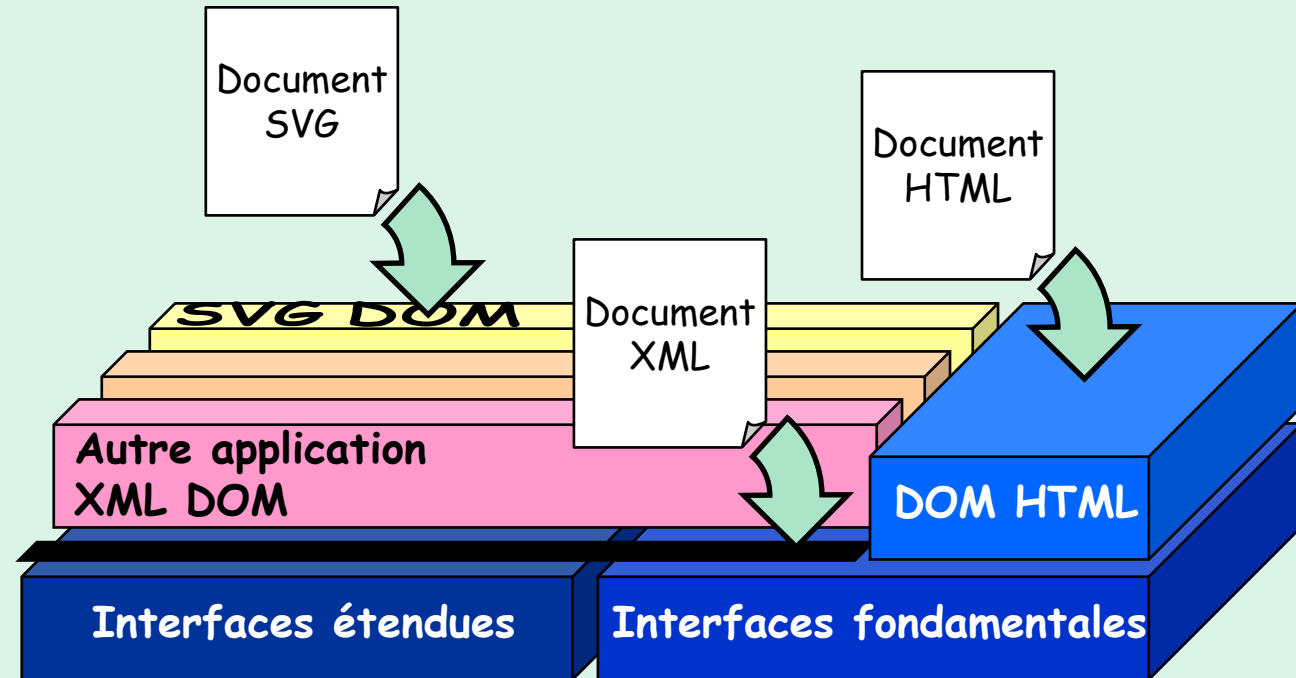 Document
SVG
Document
HTML
Document
XML
SVG DOM
Autre application
XML DOM
DOM HTML
Interfaces étendues
Interfaces fondamentales